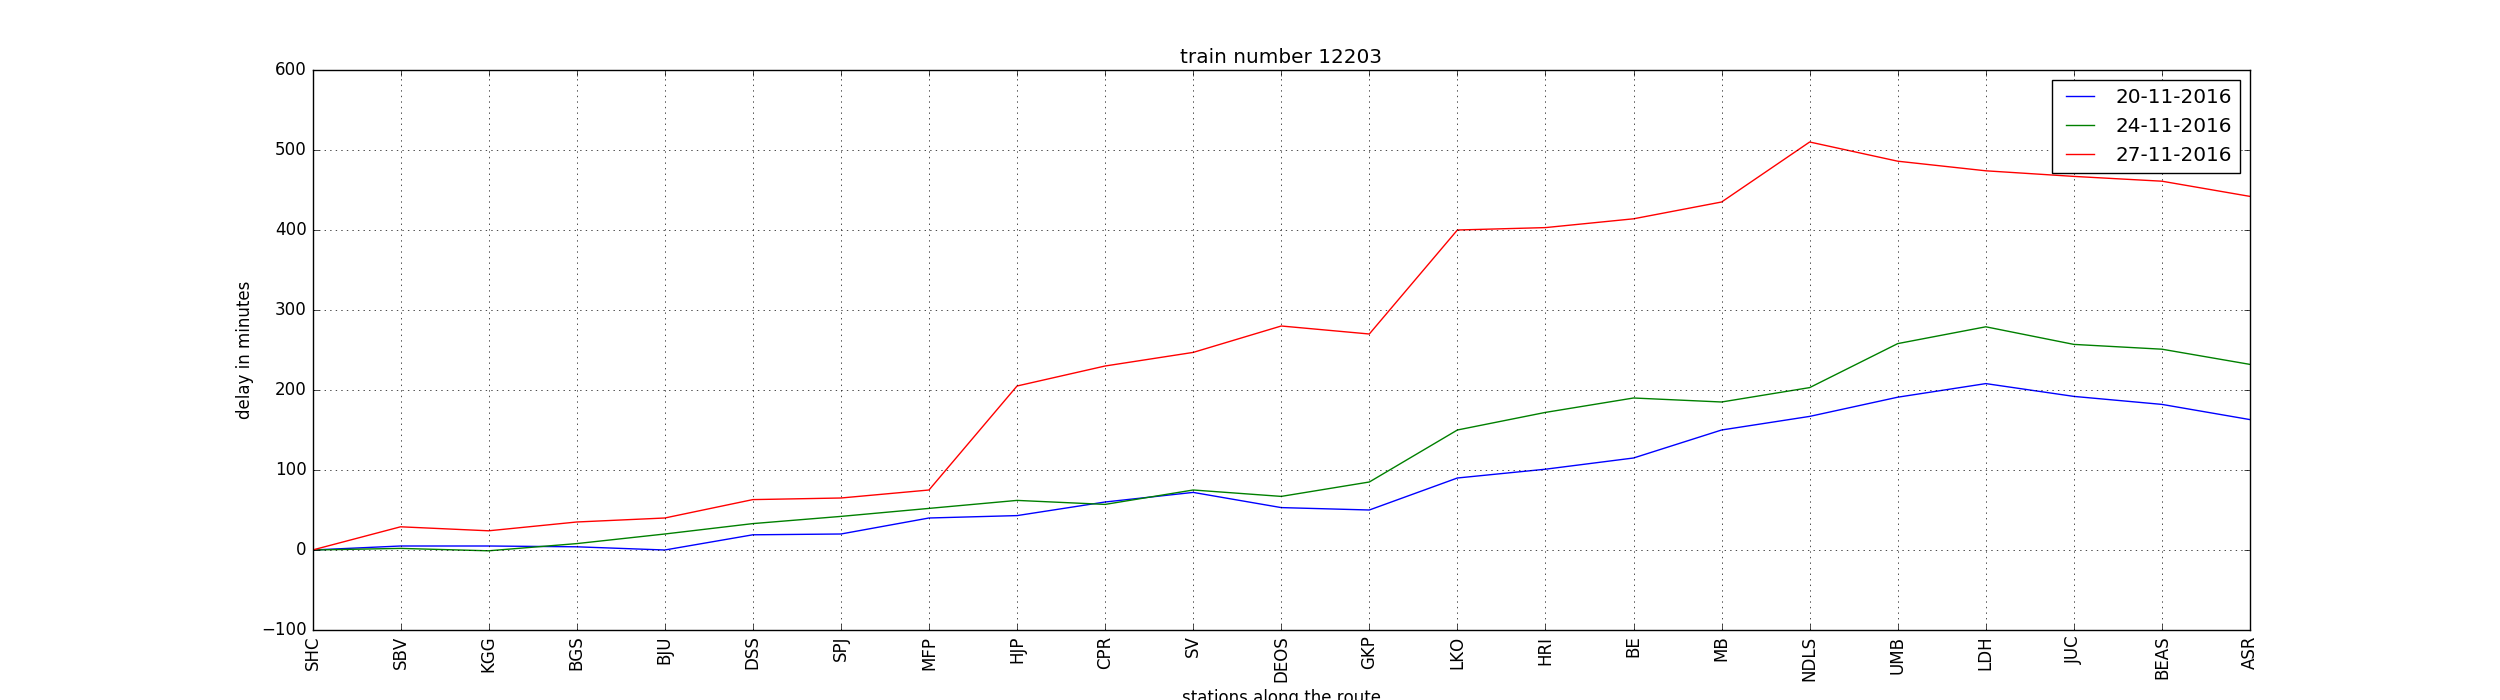 train number 12203
600
500
400
300
200
100
0
−100
delay in minutes
20-11-2016
24-11-2016
27-11-2016
SHC
SBV
KGG
BGS
BJU
DSS
SPJ
MFP
HJP
CPR
SV
DEOS
GKP
LKO
HRI
BE
MB
NDLS
UMB
LDH
JUC
BEAS
ASR
stations along the route